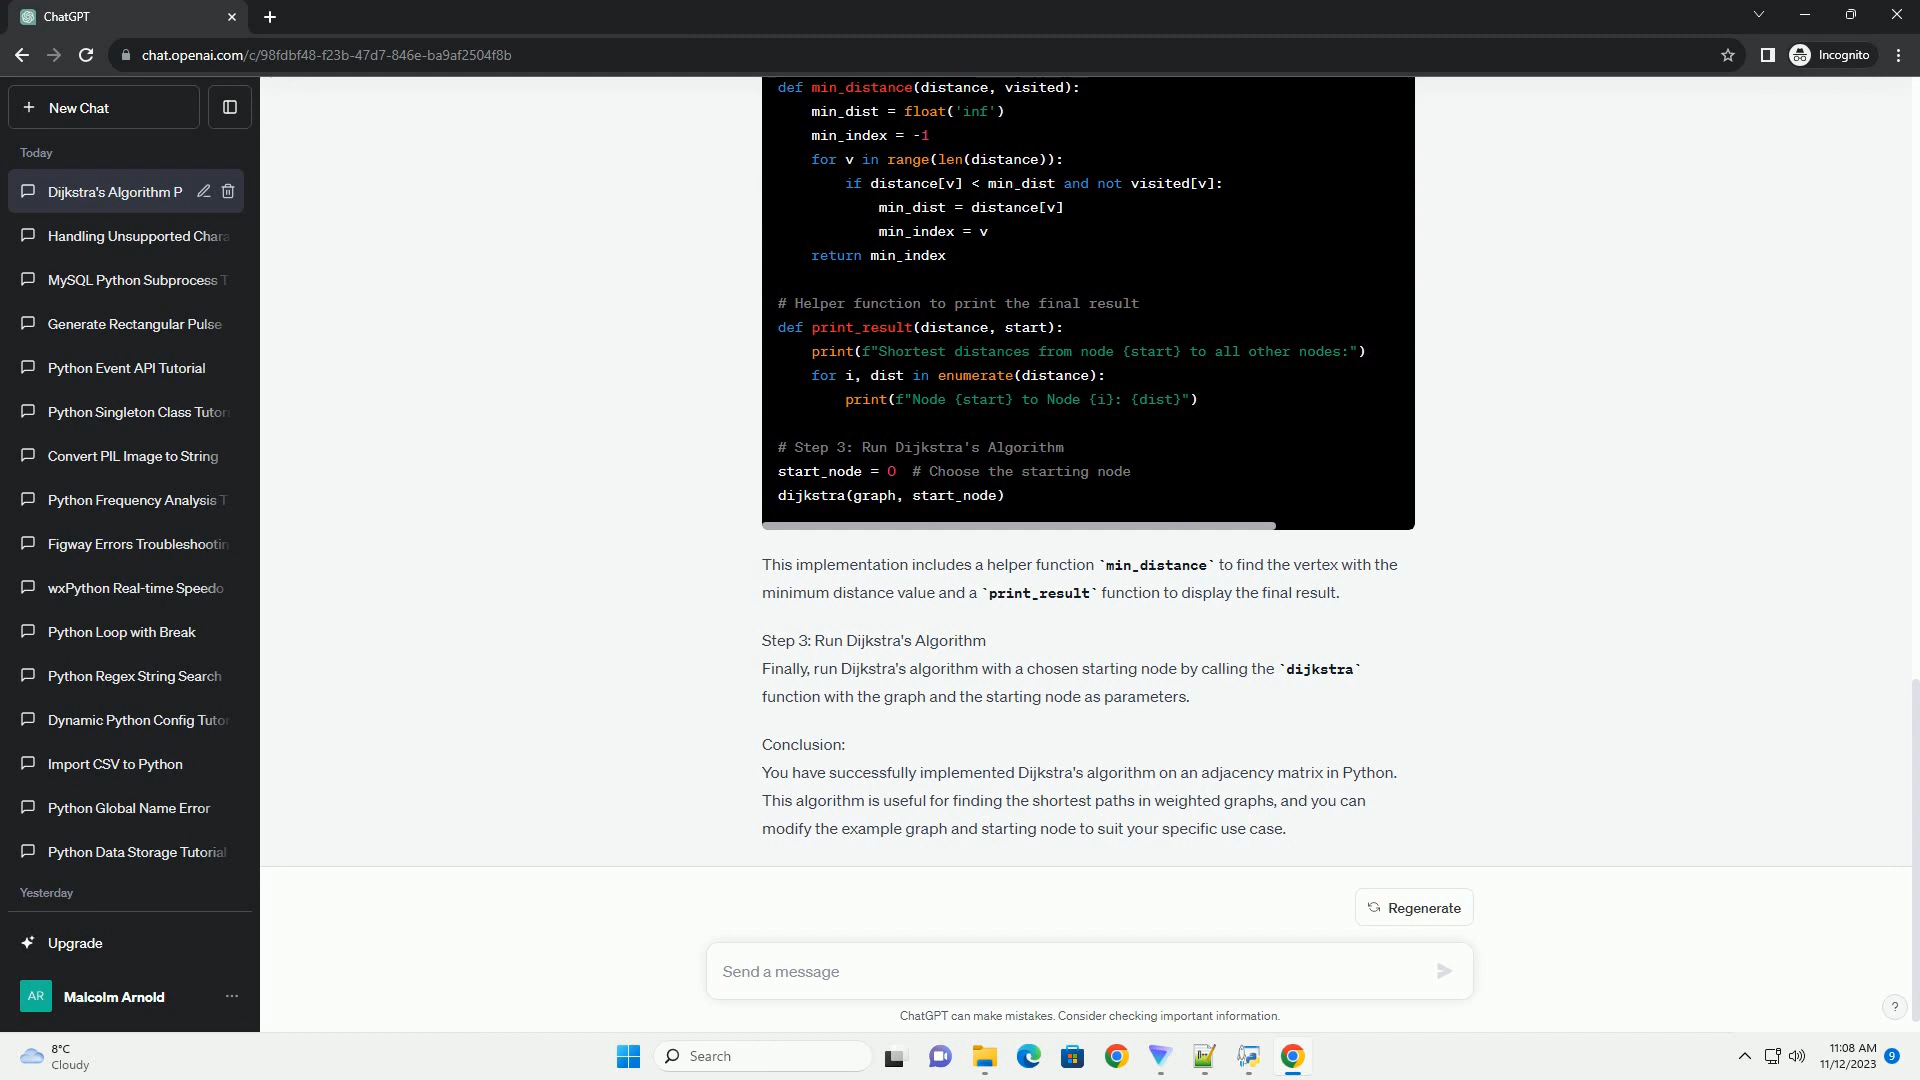 ChatGPT
chat.openai.com/c/98fdbf48-f23b-47d7-846e-ba9af2504f8b
Incognito
New Chat
Today
Dijkstra's Algorithm P
Handling Unsupported Chara
MySQL Python Subprocess T
Generate Rectangular Pulse
Python Event API Tutorial
Python Singleton Class Tutori
Convert PIL Image to String
Python Frequency Analysis T
Figway Errors Troubleshootin
wxPython Real-time Speedo
Python Loop with Break
Python Regex String Search
Dynamic Python Config Tutor
Import CSV to Python
Python Global Name Error
Python Data Storage Tutorial
Yesterday
Upgrade
AR
Malcolm Arnold
def min_distance(distance, visited):
min_dist = float('inf')
min_index = -1
for v in range(len(distance)):
if distance[v] < min_dist and not visited[v]:
min_dist = distance[v]
min_index = v
return min_index
# Helper function to print the final result
def print_result(distance, start):
print(f"Shortest distances from node {start} to all other nodes:")
for i, dist in enumerate(distance):
print(f"Node {start} to Node {i}: {dist}")
# Step 3: Run Dijkstra's Algorithm
start_node = 0  # Choose the starting node
dijkstra(graph, start_node)
This implementation includes a helper function `min_distance` to find the vertex with the
minimum distance value and a `print_result` function to display the final result.
Step 3: Run Dijkstra's Algorithm
Finally, run Dijkstra's algorithm with a chosen starting node by calling the `dijkstra`
function with the graph and the starting node as parameters.
Conclusion:
You have successfully implemented Dijkstra's algorithm on an adjacency matrix in Python.
This algorithm is useful for finding the shortest paths in weighted graphs, and you can
modify the example graph and starting node to suit your specific use case.
Regenerate
Send a message
ChatGPT can make mistakes. Consider checking important information.
?
8°C
Cloudy
Search
11:08 AM
11/12/2023
9